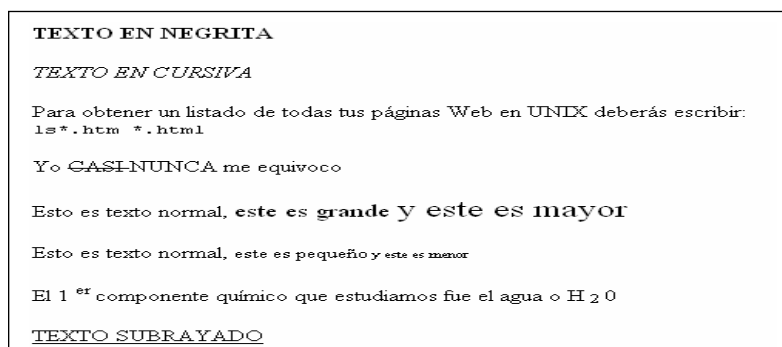 TEXTO EN NEGRITA
TEXTO EN CURSIVA
Para obtener un listado de todas tus páginas Web en UNIX deberás escribir:
ls*.htm *.html
Yo CASI NUNCA me equivoco
Esto es texto normal, este es grande y este es mayor
Esto es texto normal, este es pequeño y este es menor
El 1 er componente químico que estudiamos fue el agua o H 2 0
TEXTO SUBRAYADO